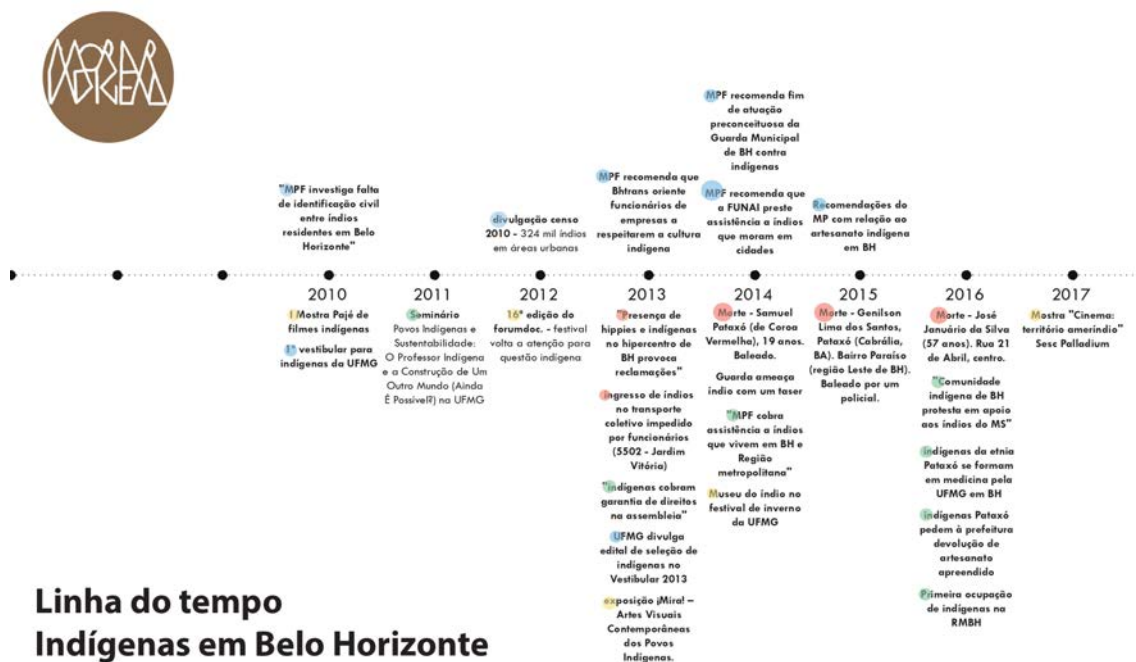 MORAR
INDÍGENA
"MPF investiga falta
de identificação civil
entre índios
residentes em Belo
Horizonte"
divulgação censo
2010 - 324 mil índios
em áreas urbanas
MPF recomenda que
Bhtrans oriente
funcionários de
empresas a
respeitarem a cultura
indígena
MPF recomenda fim
de atuação
preconceituosa da
Guarda Municipal
de BH contra
indígenas
MPF recomenda que
a FUNAI preste
assistência a índios
que moram em
cidades
Recomendações do
MP com relação ao
artesanato indígena
em BH
2010
I Mostra Pajé de
filmes indígenas
1º vestibular para
indígenas da UFMG
2011
Seminário
Povos Indígenas e
Sustentabilidade:
O Professor Indígena
e a Construção de Um
Outro Mundo (Ainda
É Possível?) na UFMG
2012
16ª edição do
forumdoc. - festival
volta a atenção para
questão indígena
2013
"Presença de
hippies e indígenas
no hipercentro de
BH provoca
reclamações"
ingresso de índios
no transporte
coletivo impedido
por funcionários
(5502 - Jardim
Vitória)
"indígenas cobram
garantia de direitos
na assembleia"
UFMG divulga
edital de seleção de
indígenas no
Vestibular 2013
exposição ¡Mira! –
Artes Visuais
Contemporâneas
dos Povos
Indígenas.
2014
Morte - Samuel
Pataxó (de Coroa
Vermelha), 19 anos.
Baleado.
Guarda ameaça
índio com um taser
"MPF cobra
assistência a índios
que vivem em BH e
Região
metropolitana"
Museu do índio no
festival de inverno
da UFMG
2015
Morte - Genilson
Lima dos Santos,
Pataxó (Cabrália,
BA). Bairro Paraíso
(região Leste de BH).
Baleado por um
policial.
2016
Morte - José
Januário da Silva
(57 anos). Rua 21
de Abril, centro.
"Comunidade
indígena de BH
protesta em apoio
aos índios do MS"
indígenas da etnia
Pataxó se formam
em medicina pela
UFMG em BH
indígenas Pataxó
pedem à prefeitura
devolução de
artesanato
apreendido
Primeira ocupação
de indígenas na
RMBH
2017
Mostra "Cinema:
território ameríndio"
Sesc Palladium
Linha do tempo
Indígenas em Belo Horizonte